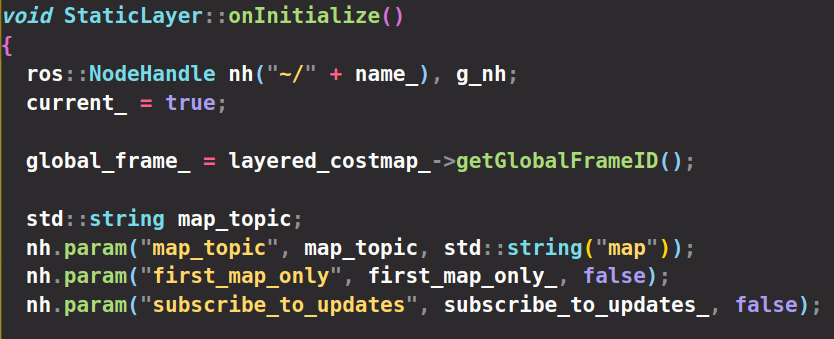 void StaticLayer::onInitialize()
{
  ros::NodeHandle nh("~/" + name_), g_nh;
  current_ = true;
  global_frame_ = layered_costmap_->getGlobalFrameID();
  std::string map_topic;
  nh.param("map_topic", map_topic, std::string("map"));
  nh.param("first_map_only", first_map_only_, false);
  nh.param("subscribe_to_updates", subscribe_to_updates_, false);